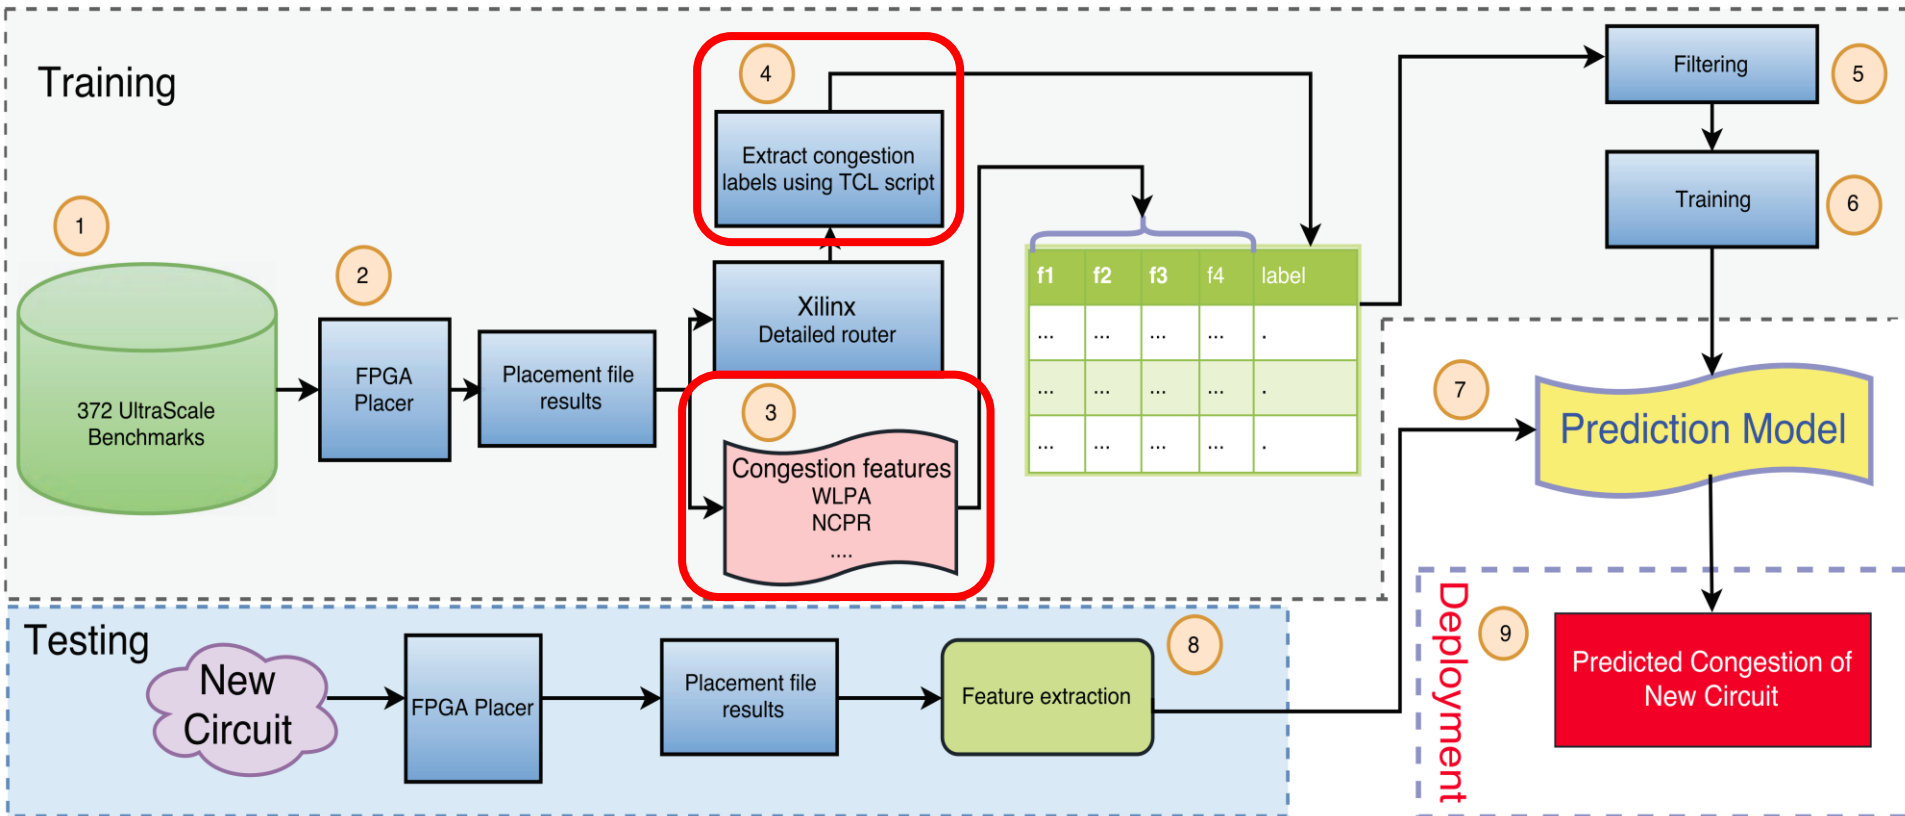 Training
1
372 UltraScale
Benchmarks
2
FPGA
Placer
Placement file
results
4
Extract congestion
labels using TCL script
Xilinx
Detailed router
3
Congestion features
WLPA
NCPR
....
f1 f2 f3 f4 label
... ... ... ... .
... ... ... ... .
... ... ... ... .
Filtering
5
Training
6
7
Prediction Model
Testing
New
Circuit
FPGA Placer
Placement file
results
Feature extraction
8
Deployment
9
Predicted Congestion of
New Circuit